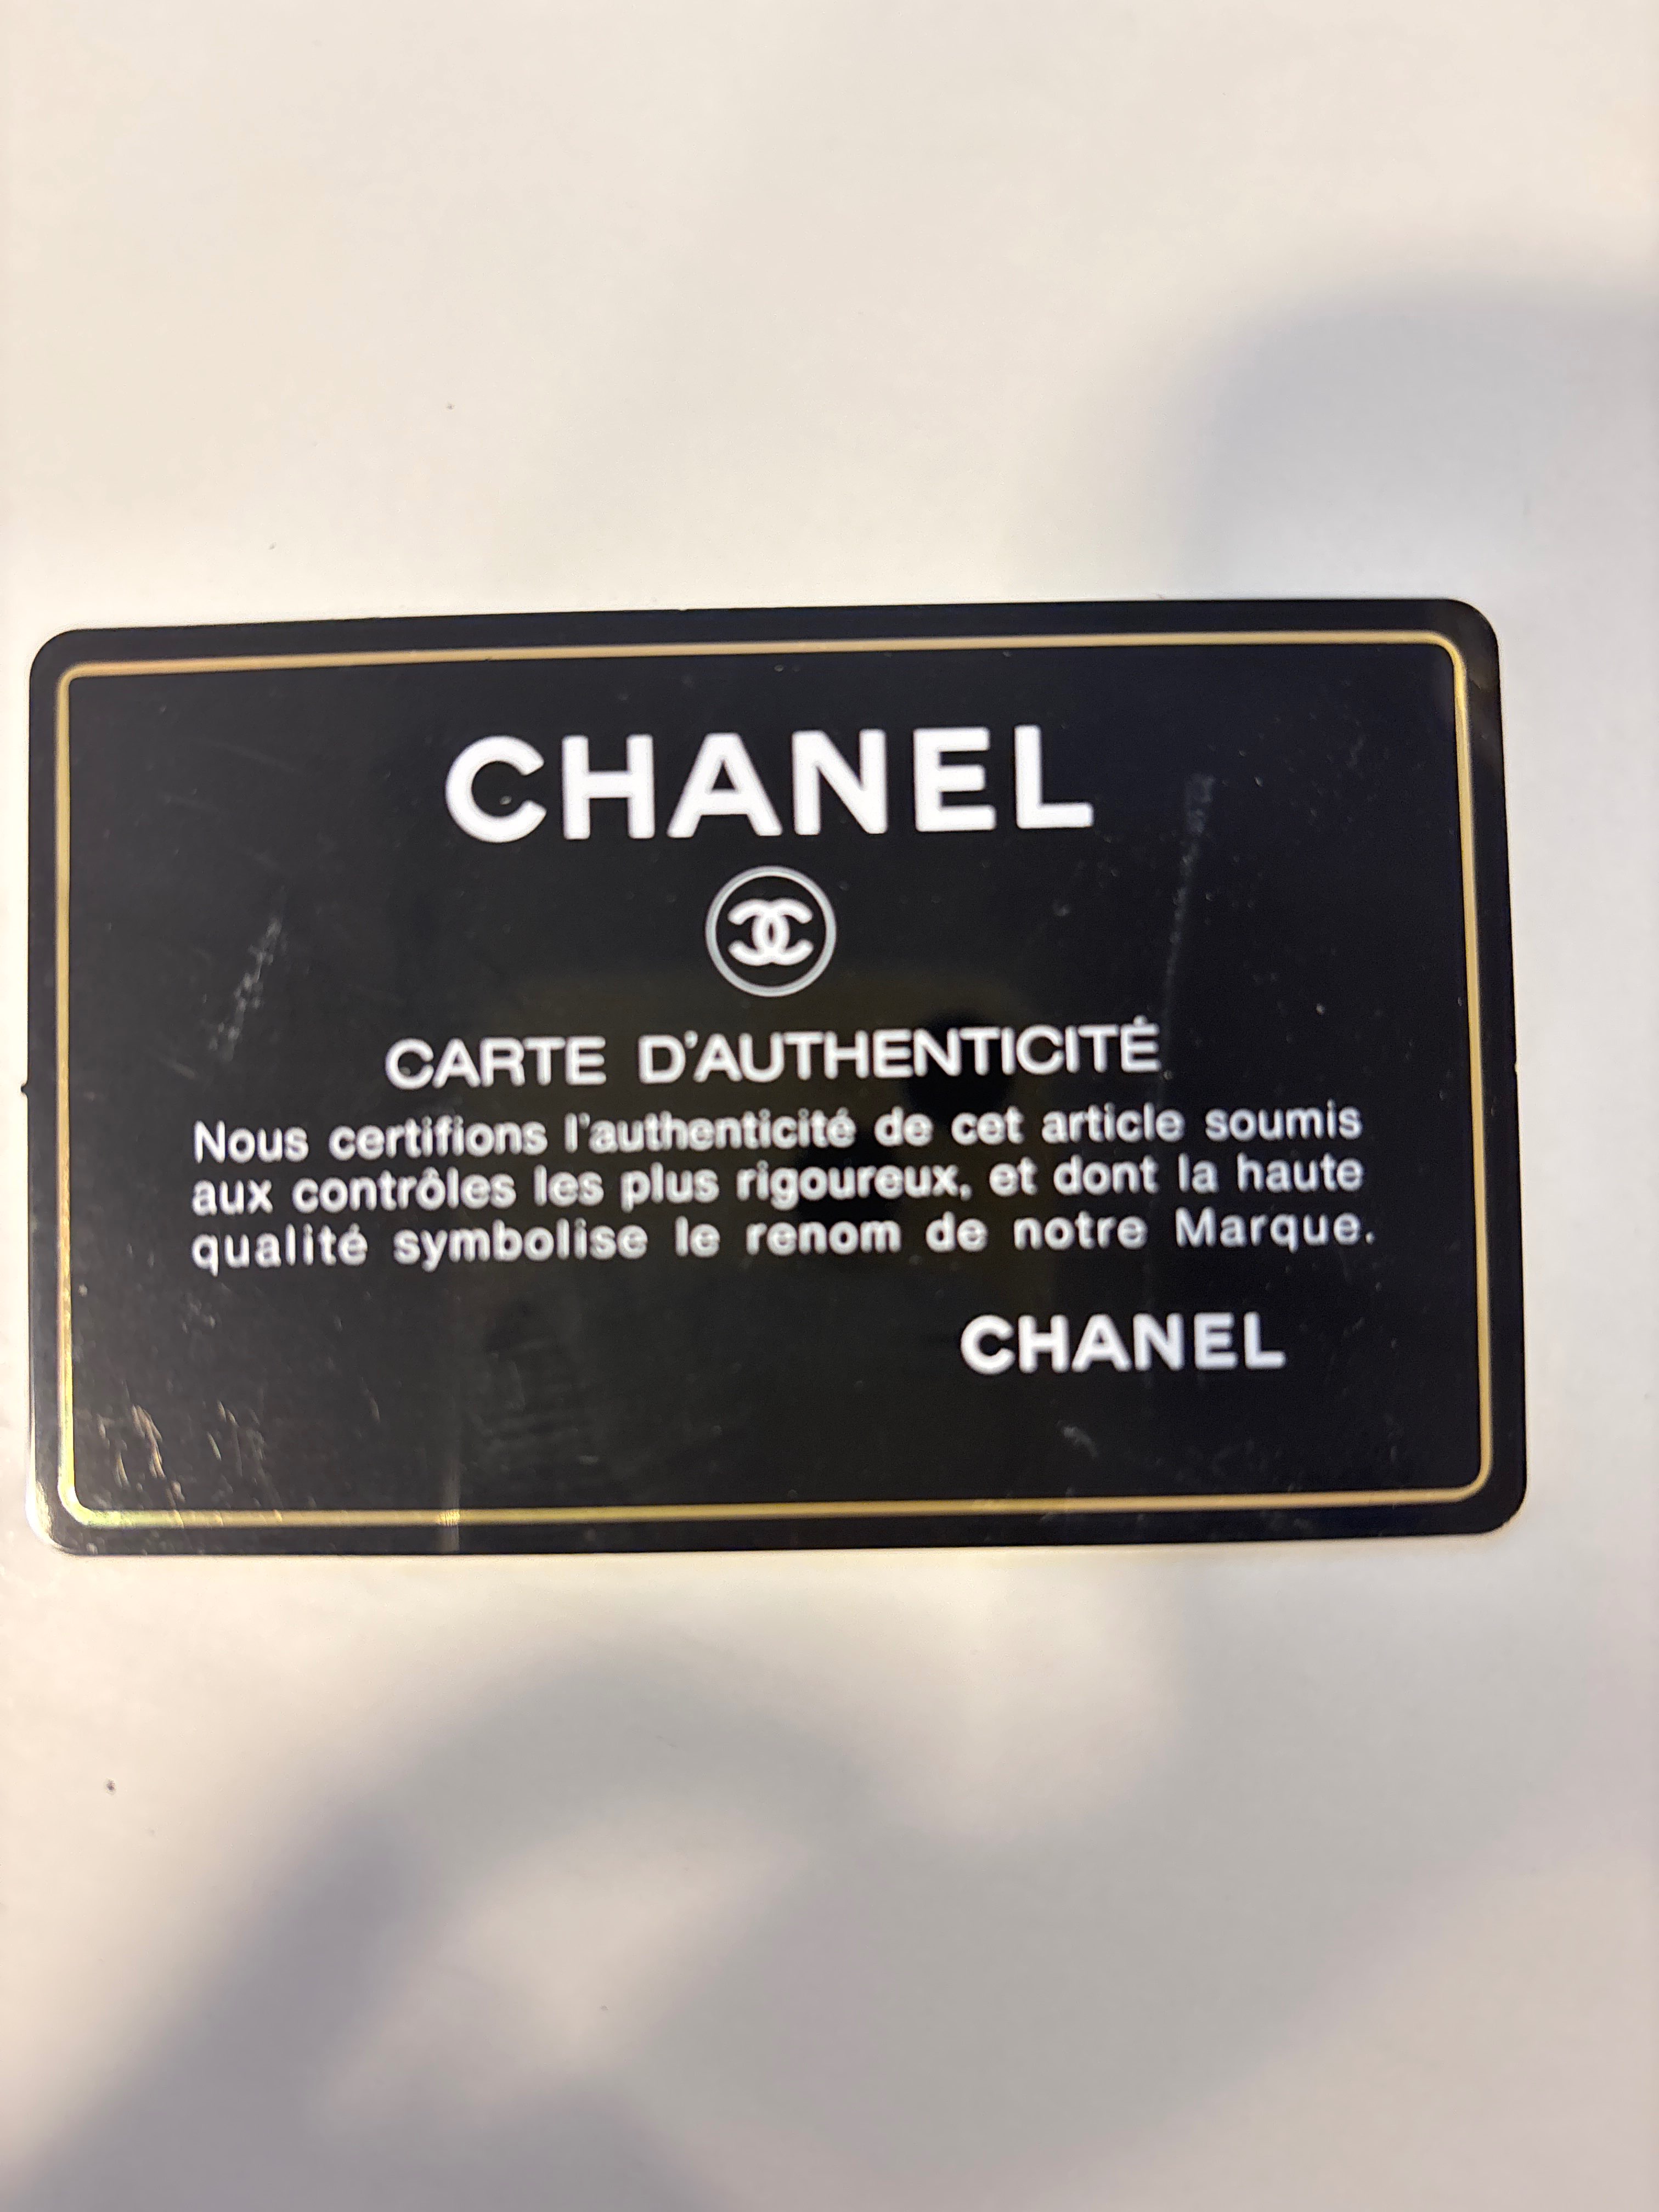 CHANEL
CARTE D'AUTHENTICITÉ
Nous certifions l'authenticité de cet article soumis
aux contrôles les plus rigoureux, et dont la haute
qualité symbolise le renom de notre Marque.
CHANEL